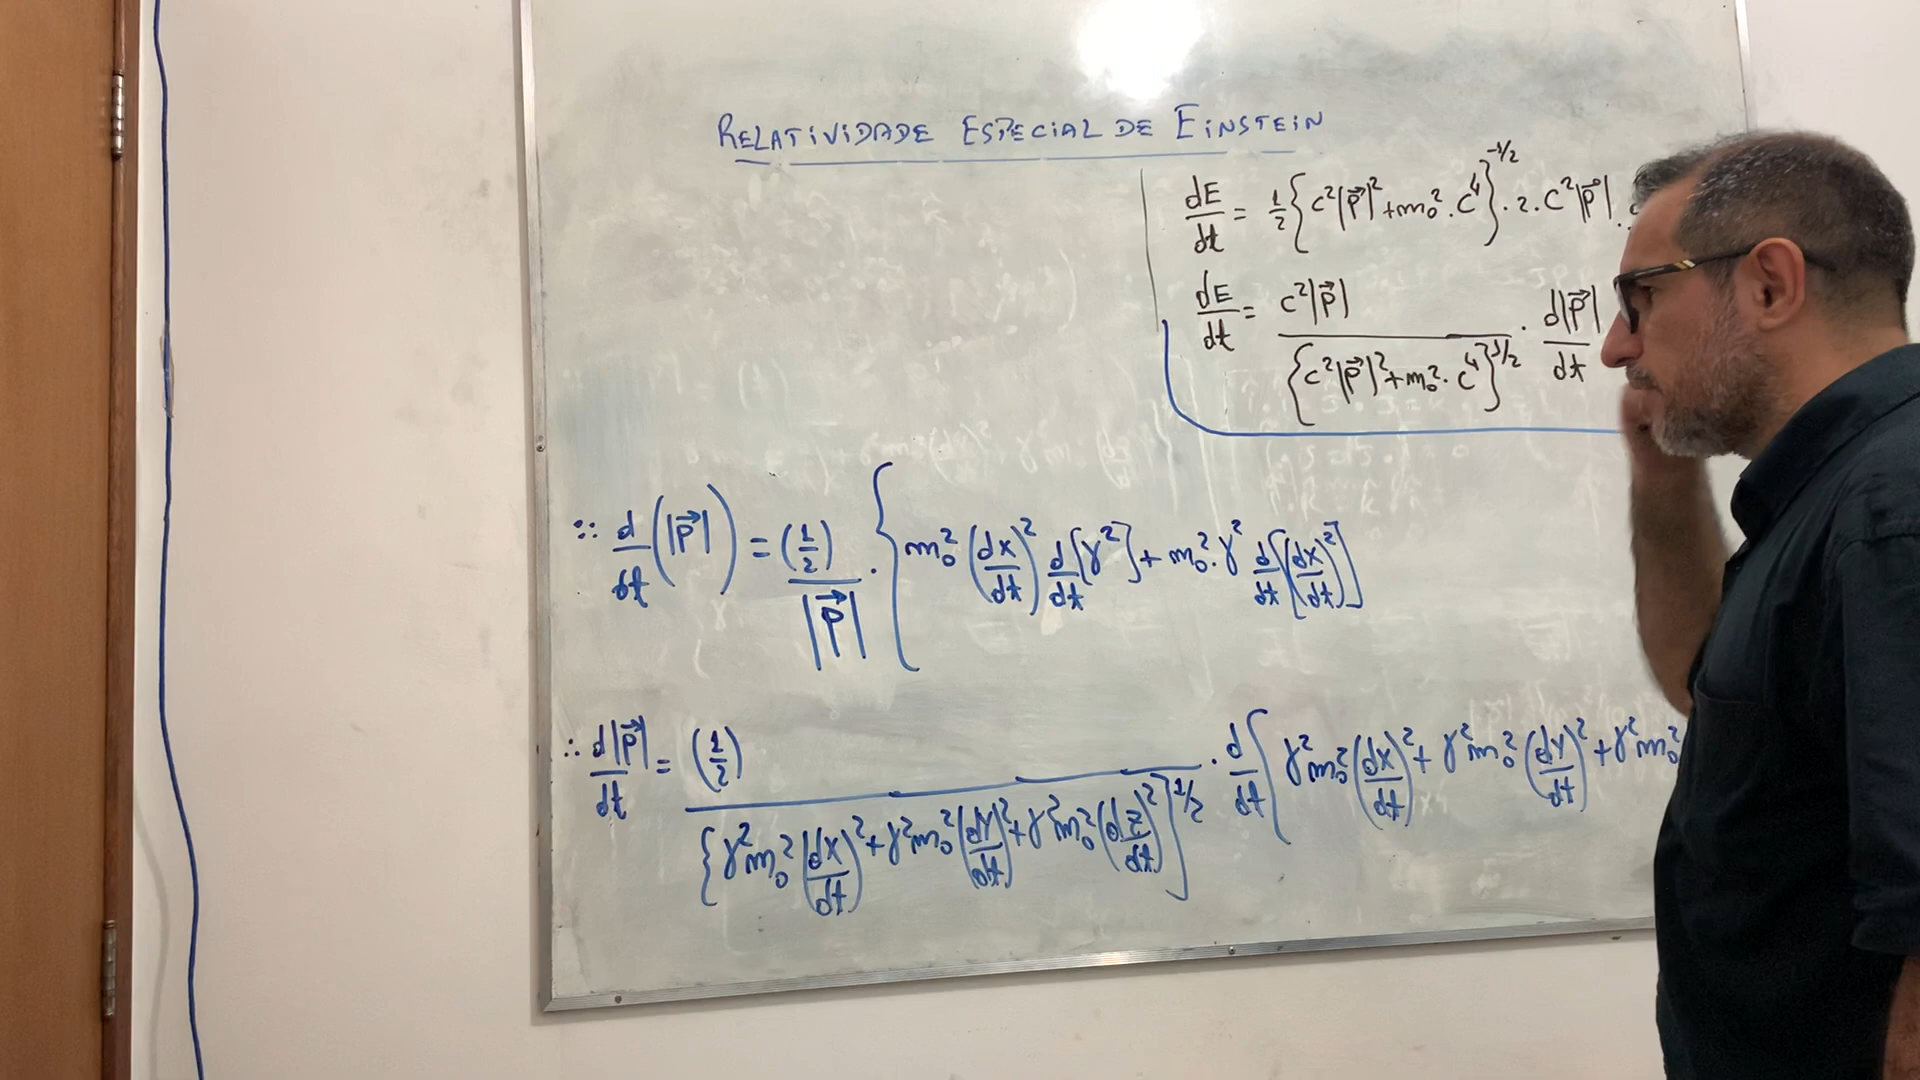 RELATIVIDADE ESPECIAL DE EINSTEIN
dE/dt = 1/2 {c²|p⃗|² + m₀² . c⁴}^(-1/2) . 2 . c²|p⃗| .
dE/dt = c²|p⃗| / {c²|p⃗|² + m₀² . c⁴}^(1/2) . d|p⃗|/dt
∴ d/dt (|p⃗|) = (1/2)/|p⃗| . { m₀² (dx/dt)² d/dt [γ²] + m₀² . γ² d/dt [(dx/dt)²]
∴ d|p⃗|/dt = (1/2) / {γ²m₀² (dx/dt)² + γ²m₀² (dy/dt)² + γ²m₀² (dz/dt)²}^(1/2) . d/dt { γ²m₀² (dx/dt)² + γ²m₀² (dy/dt)² + γ²m₀²